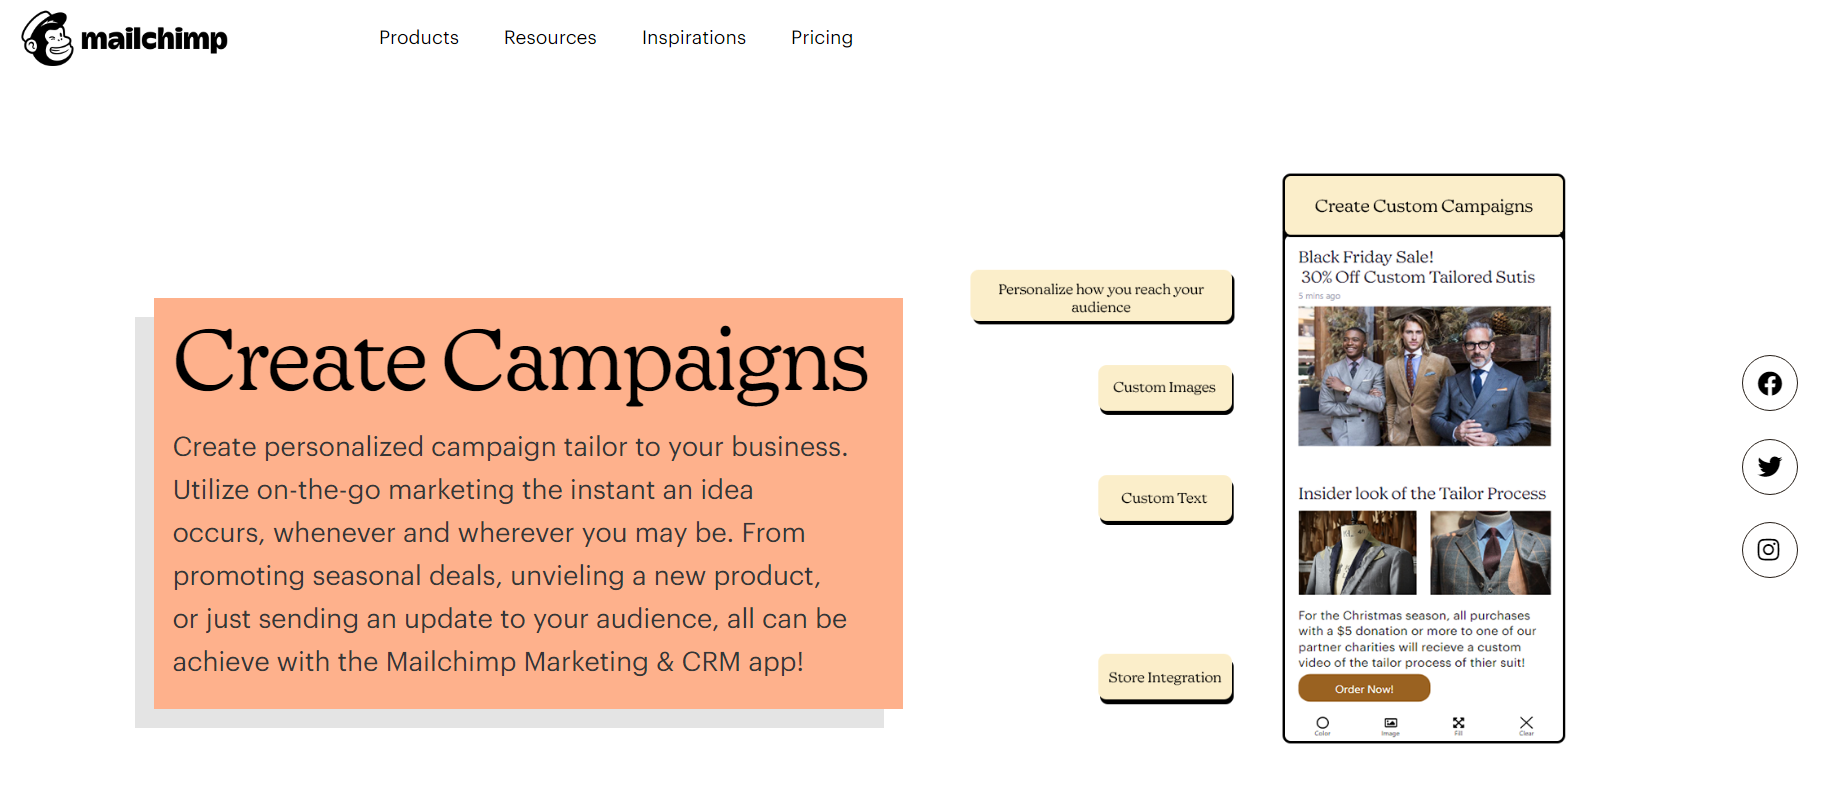 mailchimp
Products
Resources
Inspirations
Pricing
Create Campaigns
Create personalized campaign tailor to your business.
Utilize on-the-go marketing the instant an idea
occurs, whenever and wherever you may be. From
promoting seasonal deals, unvieling a new product,
or just sending an update to your audience, all can be
achieve with the Mailchimp Marketing & CRM app!
Personalize how you reach your
audience
Custom Images
Custom Text
Store Integration
Create Custom Campaigns
Black Friday Sale!
30% Off Custom Tailored Sutis
5 mins ago
Insider look of the Tailor Process
For the Christmas season, all purchases
with a $5 donation or more to one of our
partner charities will recieve a custom
video of the tailor process of thier suit!
Order Now!
Color
Image
Fill
Clear